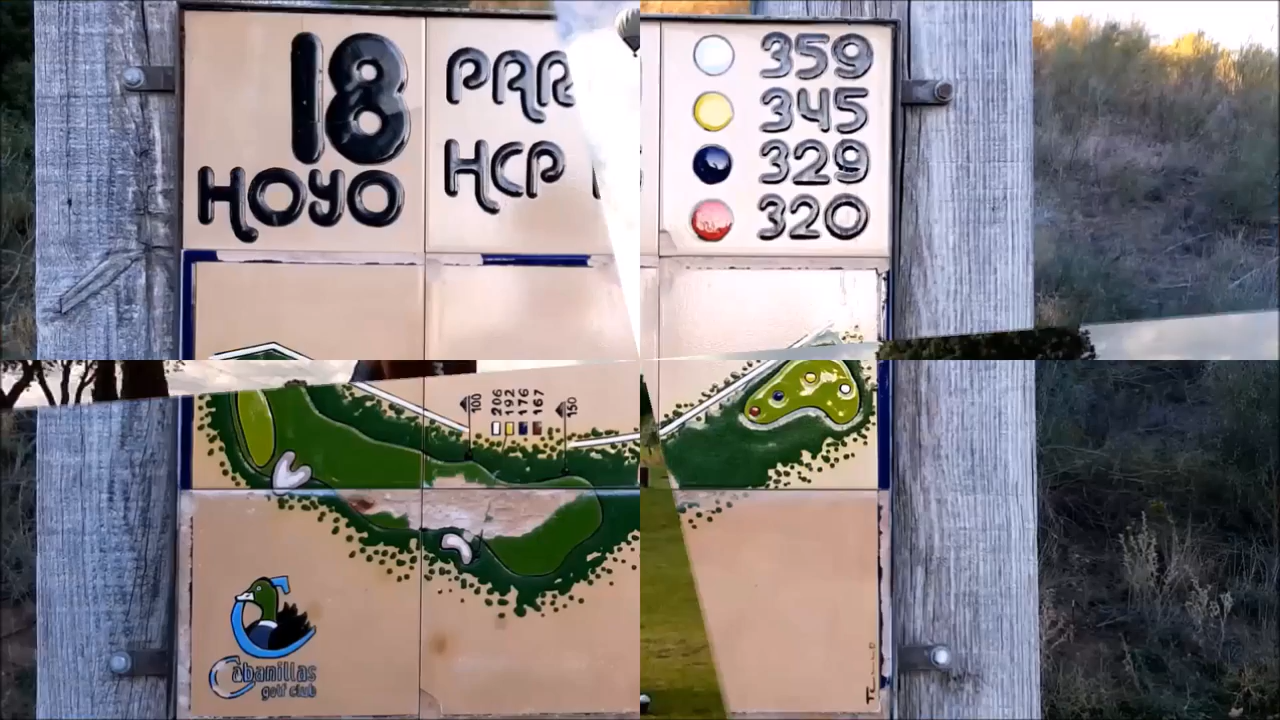 18
HOYO
PAR
HCP
359
345
329
320
100
206
192
176
167
150
Cabanillas
golf club